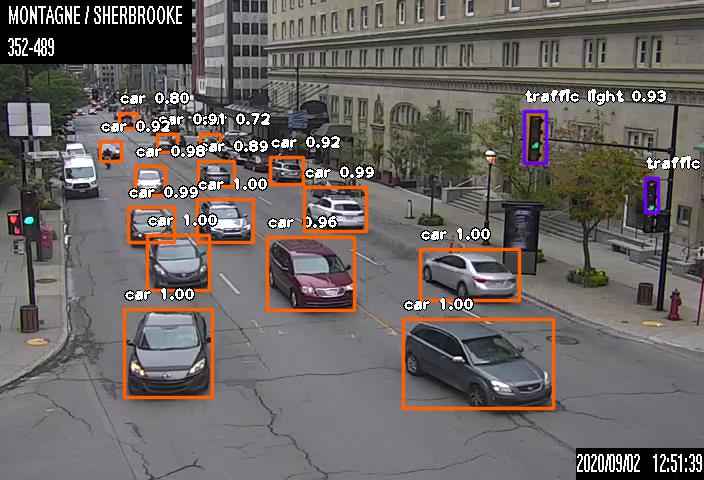 MONTAGNE / SHERBROOKE
352-489
car 0.80
traffic light 0.93
car 0.92
0.91
0.72
car 0.98
0.89
car 0.92
traffic
car 0.99
car 1.00
car 0.99
car 1.00
car 0.96
car 1.00
car 1.00
car 1.00
2020/09/02 12:51:39